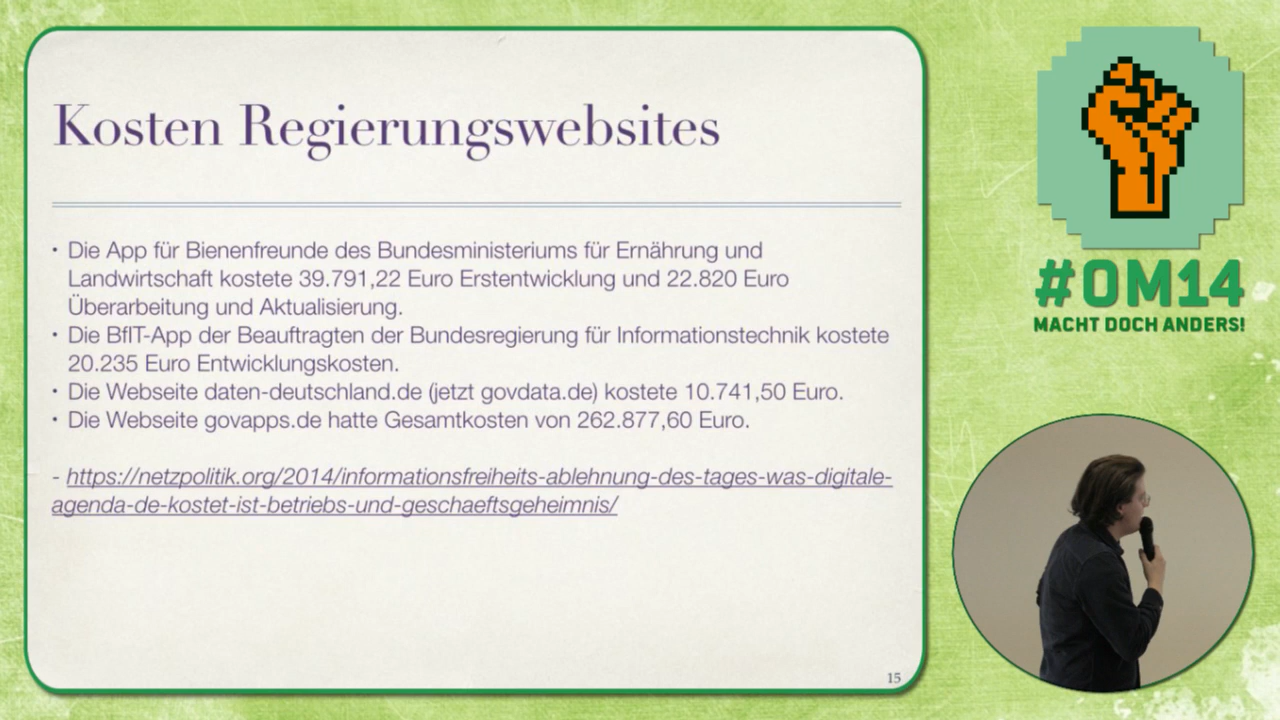 Kosten Regierungswebsites
• Die App für Bienenfreunde des Bundesministeriums für Ernährung und
Landwirtschaft kostete 39.791,22 Euro Erstentwicklung und 22.820 Euro
Überarbeitung und Aktualisierung.
• Die BfIT-App der Beauftragten der Bundesregierung für Informationstechnik kostete
20.235 Euro Entwicklungskosten.
• Die Webseite daten-deutschland.de (jetzt govdata.de) kostete 10.741,50 Euro.
• Die Webseite govapps.de hatte Gesamtkosten von 262.877,60 Euro.
- https://netzpolitik.org/2014/informationsfreiheits-ablehnung-des-tages-was-digitale-
agenda-de-kostet-ist-betriebs-und-geschaeftsgeheimnis/
15
#OM14
MACHT DOCH ANDERS!